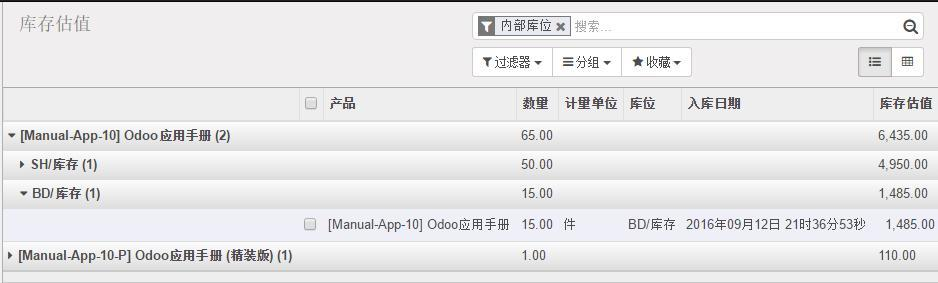 库存估值
内部库位 搜索...
过滤器 分组 收藏
产品 数量 计量单位 库位 入库日期 库存估值
[Manual-App-10] Odoo应用手册 (2) 65.00 6,435.00
SH/库存 (1) 50.00 4,950.00
BD/库存 (1) 15.00 1,485.00
[Manual-App-10] Odoo应用手册 15.00 件 BD/库存 2016年09月12日 21时36分53秒 1,485.00
[Manual-App-10-P] Odoo应用手册 (精装版) (1) 1.00 110.00